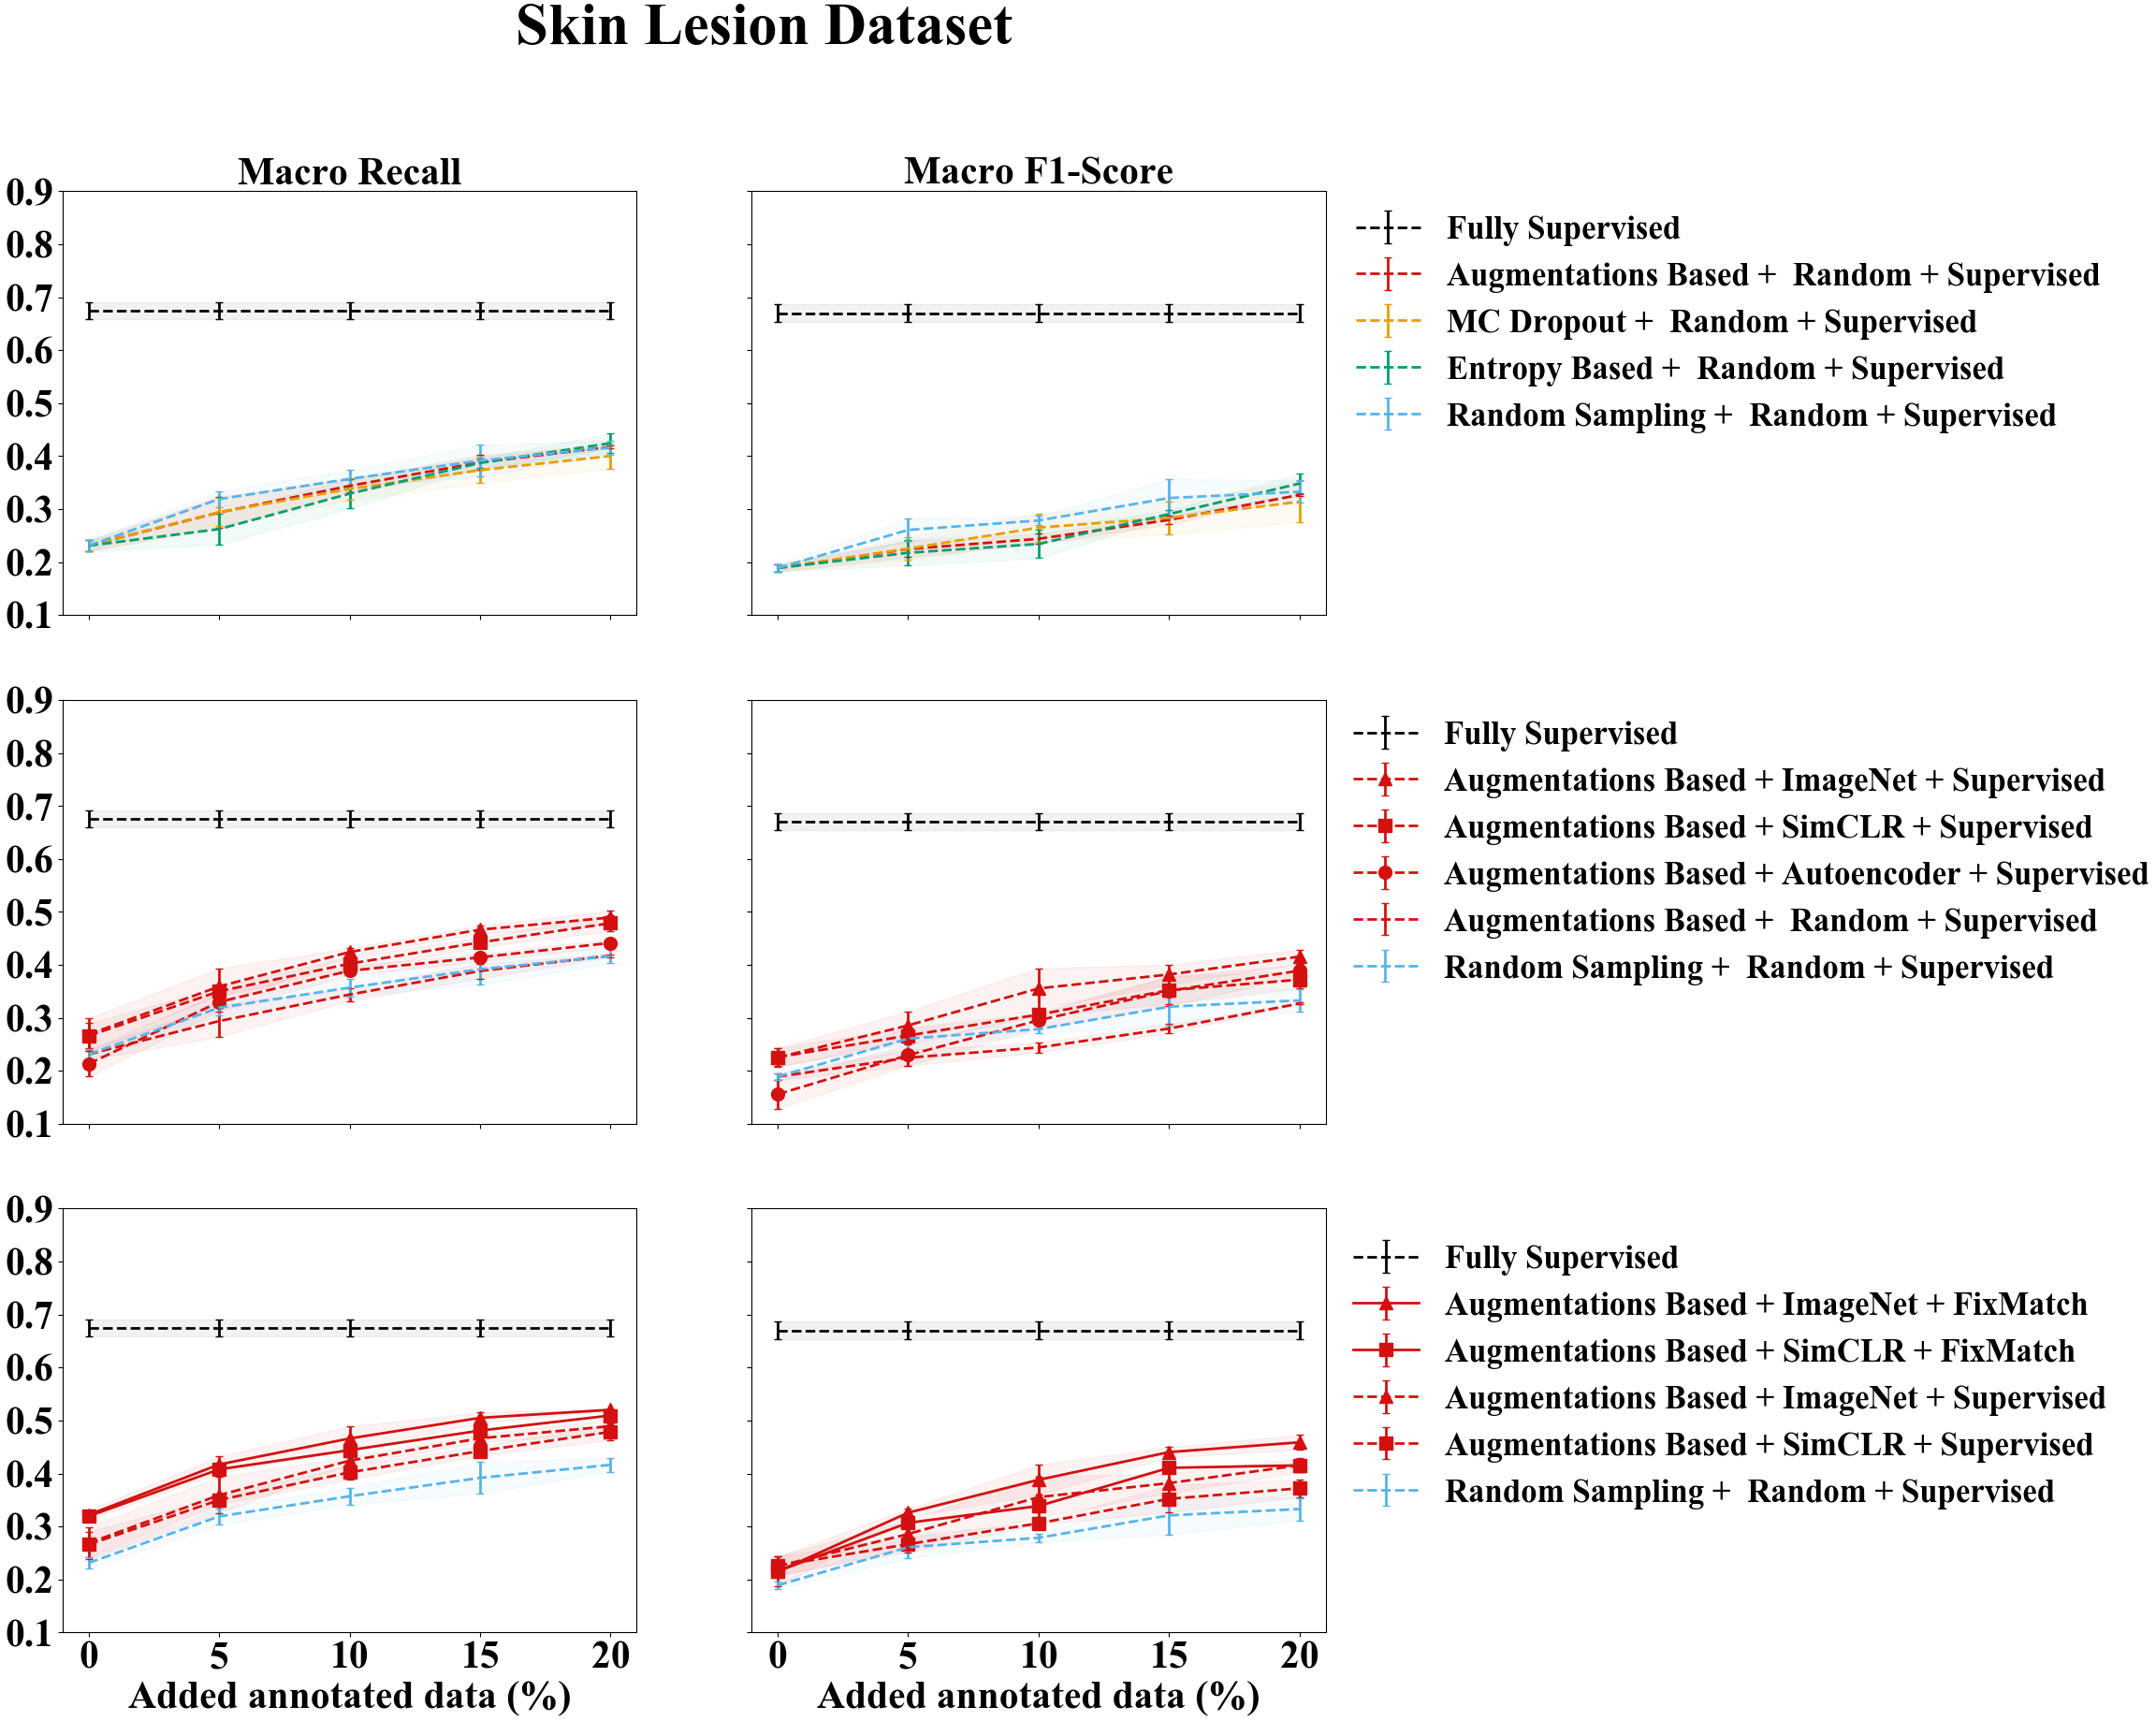 Skin Lesion Dataset
Macro Recall
Macro F1-Score
0.9
0.8
0.7
0.6
0.5
0.4
0.3
0.2
0.1
Fully Supervised
Augmentations Based +  Random + Supervised
MC Dropout +  Random + Supervised
Entropy Based +  Random + Supervised
Random Sampling +  Random + Supervised
0.9
0.8
0.7
0.6
0.5
0.4
0.3
0.2
0.1
Fully Supervised
Augmentations Based + ImageNet + Supervised
Augmentations Based + SimCLR + Supervised
Augmentations Based + Autoencoder + Supervised
Augmentations Based +  Random + Supervised
Random Sampling +  Random + Supervised
0.9
0.8
0.7
0.6
0.5
0.4
0.3
0.2
0.1
Fully Supervised
Augmentations Based + ImageNet + FixMatch
Augmentations Based + SimCLR + FixMatch
Augmentations Based + ImageNet + Supervised
Augmentations Based + SimCLR + Supervised
Random Sampling +  Random + Supervised
0 5 10 15 20
Added annotated data (%)
0 5 10 15 20
Added annotated data (%)